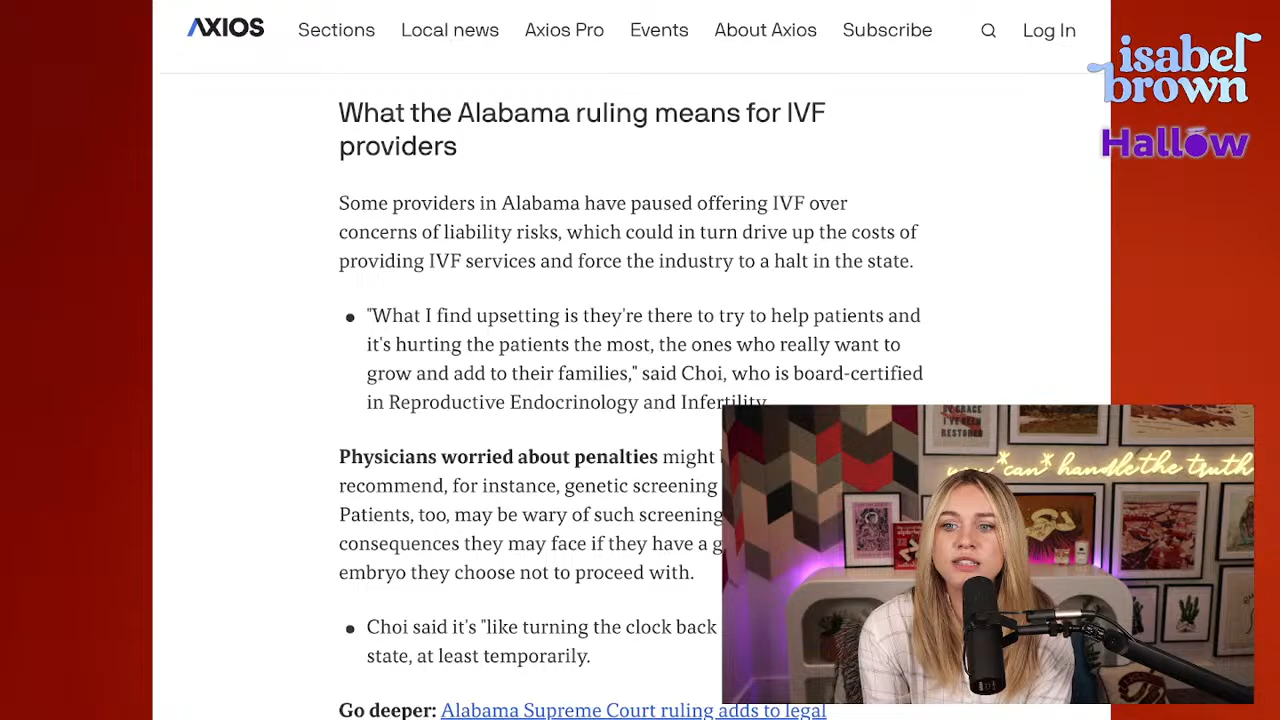 AXIOS Sections Local news Axios Pro Events About Axios Subscribe Log In
isabel
brown
Hallow
What the Alabama ruling means for IVF
providers
Some providers in Alabama have paused offering IVF over
concerns of liability risks, which could in turn drive up the costs of
providing IVF services and force the industry to a halt in the state.
• "What I find upsetting is they're there to try to help patients and
it's hurting the patients the most, the ones who really want to
grow and add to their families," said Choi, who is board-certified
in Reproductive Endocrinology and Infertility.
Physicians worried about penalties might
recommend, for instance, genetic screening
Patients, too, may be wary of such screening
consequences they may face if they have a
embryo they choose not to proceed with.
• Choi said it's "like turning the clock back
state, at least temporarily.
Go deeper: Alabama Supreme Court ruling adds to legal
BY GRACE
I'VE BEEN
RESTORED
you *can* handle the truth